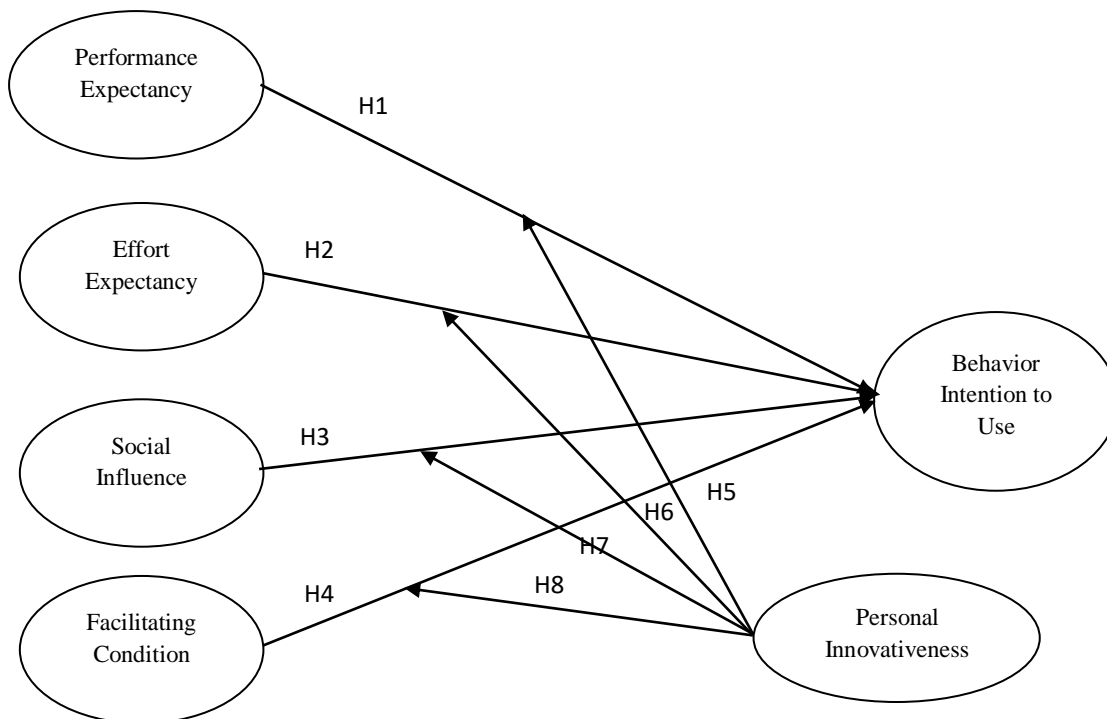 Performance
Expectancy
H1
Effort
Expectancy
H2
Behavior
Intention to
Use
Social
Influence
H3
H5
H6
H7
H8
H4
Facilitating
Condition
Personal
Innovativeness